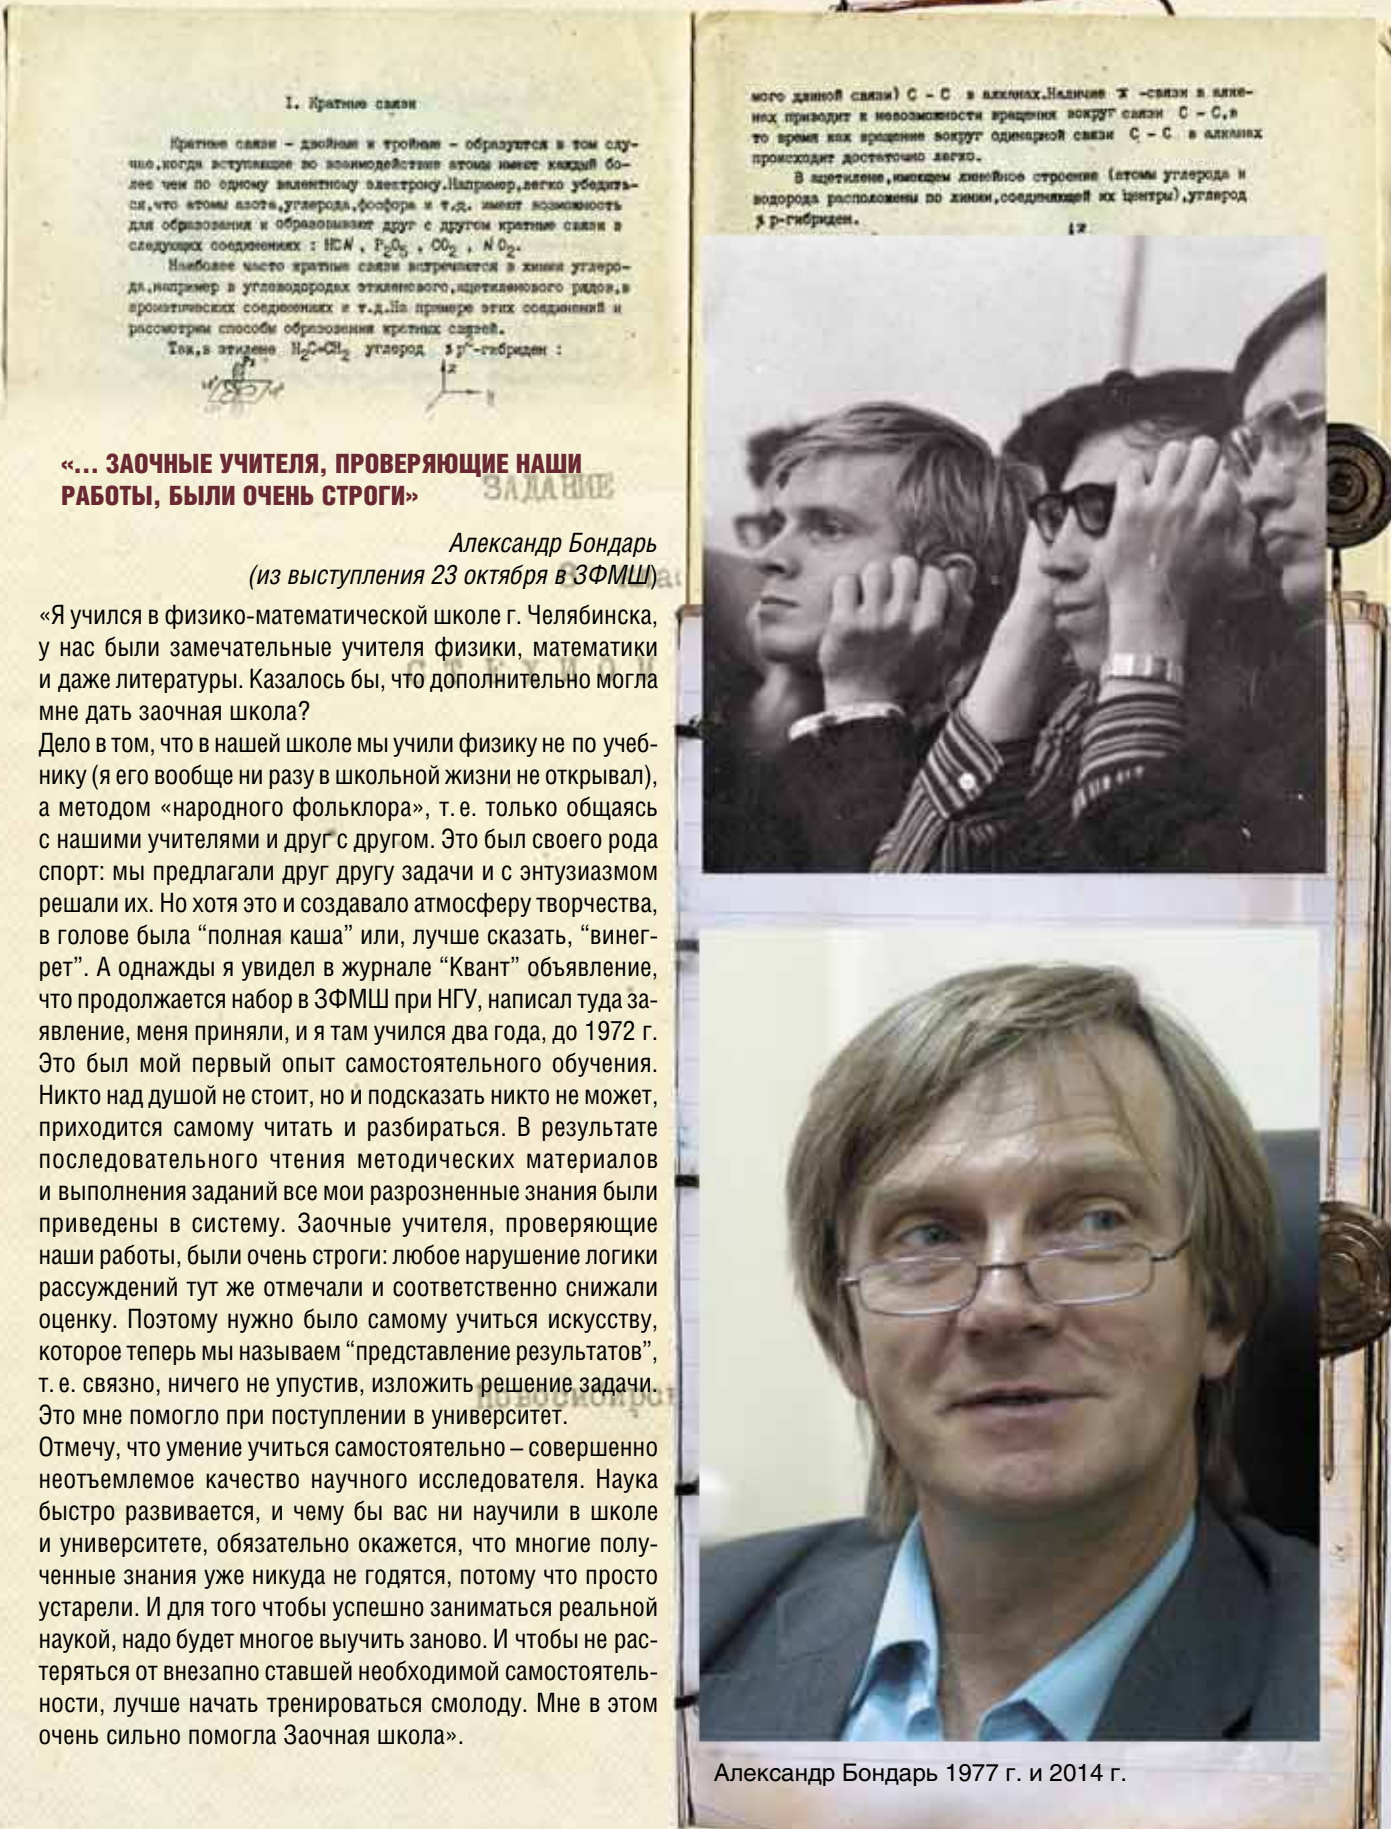 I. Кратные связи
Кратные связи – двойные и тройные – образуются в том слу-
чае,когда вступающие во взаимодействие атомы имеют каждый бо-
лее чем по одному валентному электрону.Например,легко убедить-
ся,что атомы азота,углерода,фосфора и т.д. имеют возможность
для образования и образовывают друг с другом кратные связи в
следующих соединениях : HCN , P₂O₅ , CO₂ , NO₂.
Наиболее часто кратные связи встречаются в химии углеро-
да,например в углеводородах этиленового,ацетиленового рядов,в
ароматических соединениях и т.д.На примере этих соединений и
рассмотрим способы образования кратных связей.
Так,в этилене H₂C=CH₂ углерод -гибриден :
мого длиной связи) C – C в алканах.Наличие -связи в алке-
нах приводит к невозможности вращения вокруг связи C – C,в
то время как вращение вокруг одинарной связи C – C в алканах
происходит достаточно легко.
В ацетилене,имеющем линейное строение (атомы углерода и
водорода расположены по линии,соединяющей их центры),углерод
sp-гибриден.
«... ЗАОЧНЫЕ УЧИТЕЛЯ, ПРОВЕРЯЮЩИЕ НАШИ
РАБОТЫ, БЫЛИ ОЧЕНЬ СТРОГИ»
ЗАДАНИЕ
Александр Бондарь
(из выступления 23 октября в ЗФМШ)
«Я учился в физико-математической школе г. Челябинска,
у нас были замечательные учителя физики, математики
и даже литературы. Казалось бы, что дополнительно могла
мне дать заочная школа?
Дело в том, что в нашей школе мы учили физику не по учеб-
нику (я его вообще ни разу в школьной жизни не открывал),
а методом «народного фольклора», т. е. только общаясь
с нашими учителями и друг с другом. Это был своего рода
спорт: мы предлагали друг другу задачи и с энтузиазмом
решали их. Но хотя это и создавало атмосферу творчества,
в голове была “полная каша” или, лучше сказать, “винег-
рет”. А однажды я увидел в журнале “Квант” объявление,
что продолжается набор в ЗФМШ при НГУ, написал туда за-
явление, меня приняли, и я там учился два года, до 1972 г.
Это был мой первый опыт самостоятельного обучения.
Никто над душой не стоит, но и подсказать никто не может,
приходится самому читать и разбираться. В результате
последовательного чтения методических материалов
и выполнения заданий все мои разрозненные знания были
приведены в систему. Заочные учителя, проверяющие
наши работы, были очень строги: любое нарушение логики
рассуждений тут же отмечали и соответственно снижали
оценку. Поэтому нужно было самому учиться искусству,
которое теперь мы называем “представление результатов”,
т. е. связно, ничего не упустив, изложить решение задачи.
Это мне помогло при поступлении в университет.
Отмечу, что умение учиться самостоятельно – совершенно
неотъемлемое качество научного исследователя. Наука
быстро развивается, и чему бы вас ни научили в школе
и университете, обязательно окажется, что многие полу-
ченные знания уже никуда не годятся, потому что просто
устарели. И для того чтобы успешно заниматься реальной
наукой, надо будет многое выучить заново. И чтобы не рас-
теряться от внезапно ставшей необходимой самостоятель-
ности, лучше начать тренироваться смолоду. Мне в этом
очень сильно помогла Заочная школа».
Александр Бондарь 1977 г. и 2014 г.